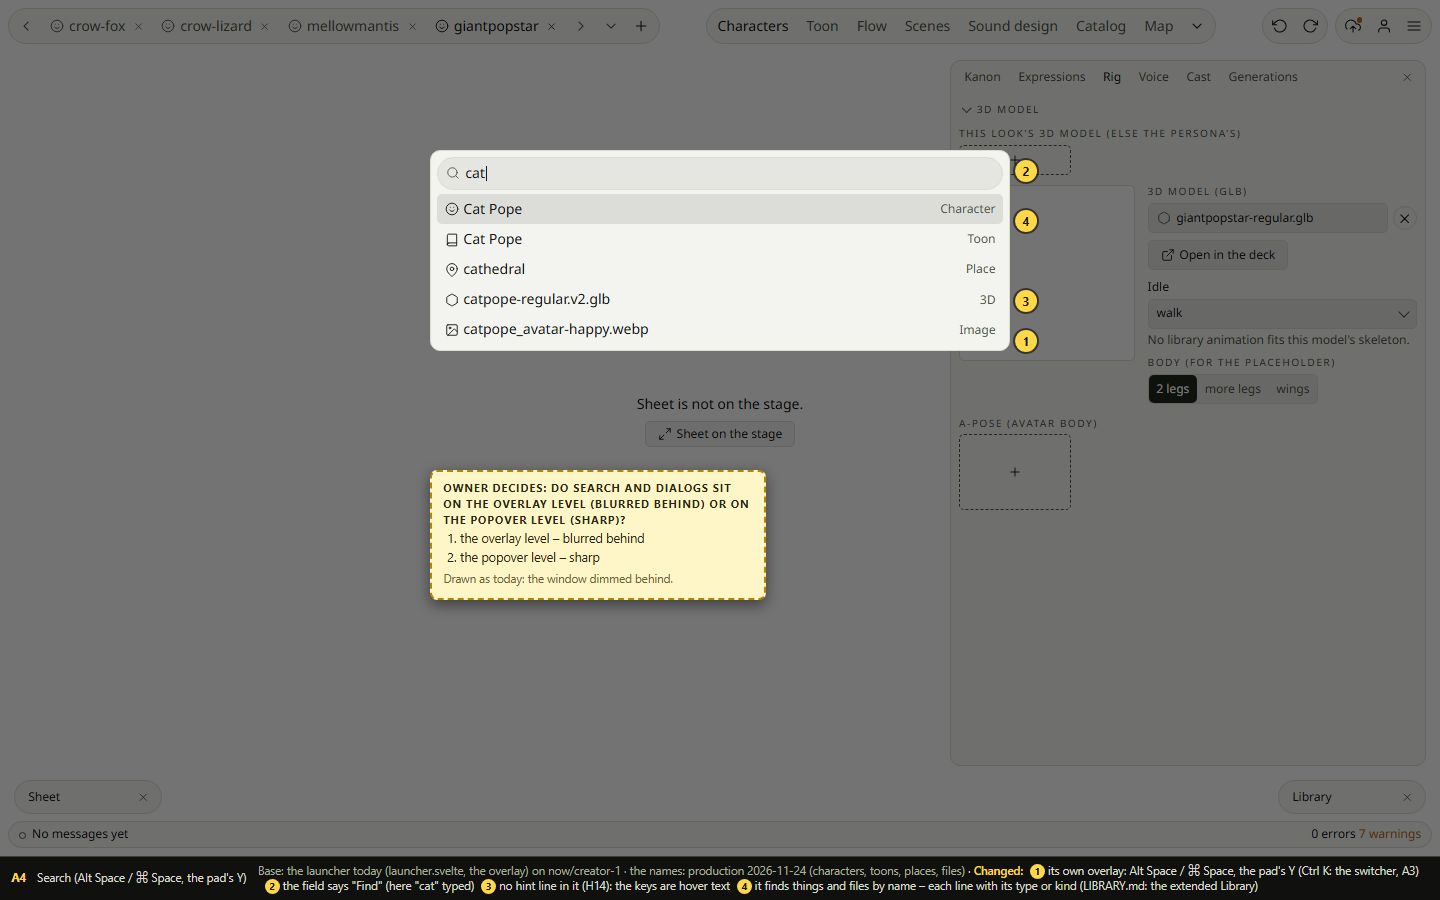 crow-fox crow-lizard mellowmantis giantpopstar
Characters Toon Flow Scenes Sound design Catalog Map
Kanon Expressions Rig Voice Cast Generations
3D MODEL
THIS LOOK'S 3D MODEL (ELSE THE PERSONA'S)
cat
2
3D MODEL (GLB)
Cat Pope Character
4
giantpopstar-regular.glb
Cat Pope Toon
Open in the deck
cathedral Place
Idle
catpope-regular.v2.glb 3D
3
walk
catpope_avatar-happy.webp Image
1
No library animation fits this model's skeleton.
BODY (FOR THE PLACEHOLDER)
2 legs more legs wings
Sheet is not on the stage.
Sheet on the stage
A-POSE (AVATAR BODY)
OWNER DECIDES: DO SEARCH AND DIALOGS SIT
ON THE OVERLAY LEVEL (BLURRED BEHIND) OR ON
THE POPOVER LEVEL (SHARP)?
1. the overlay level – blurred behind
2. the popover level – sharp
Drawn as today: the window dimmed behind.
Sheet
Library
No messages yet
0 errors 7 warnings
A4 Search (Alt Space / ⌘ Space, the pad's Y)
Base: the launcher today (launcher.svelte, the overlay) on now/creator-1 · the names: production 2026-11-24 (characters, toons, places, files) · Changed: 1 its own overlay: Alt Space / ⌘ Space, the pad's Y (Ctrl K: the switcher, A3)
2 the field says "Find" (here "cat" typed) 3 no hint line in it (H14): the keys are hover text 4 it finds things and files by name – each line with its type or kind (LIBRARY.md: the extended Library)